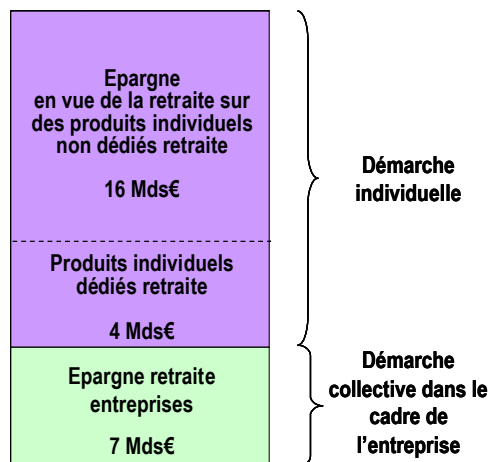 Epargne
en vue de la retraite sur
des produits individuels
non dédiés retraite
16 Mds€
Démarche
individuelle
Produits individuels
dédiés retraite
4 Mds€
Epargne retraite
entreprises
7 Mds€
Démarche
collective dans le
cadre de
l'entreprise